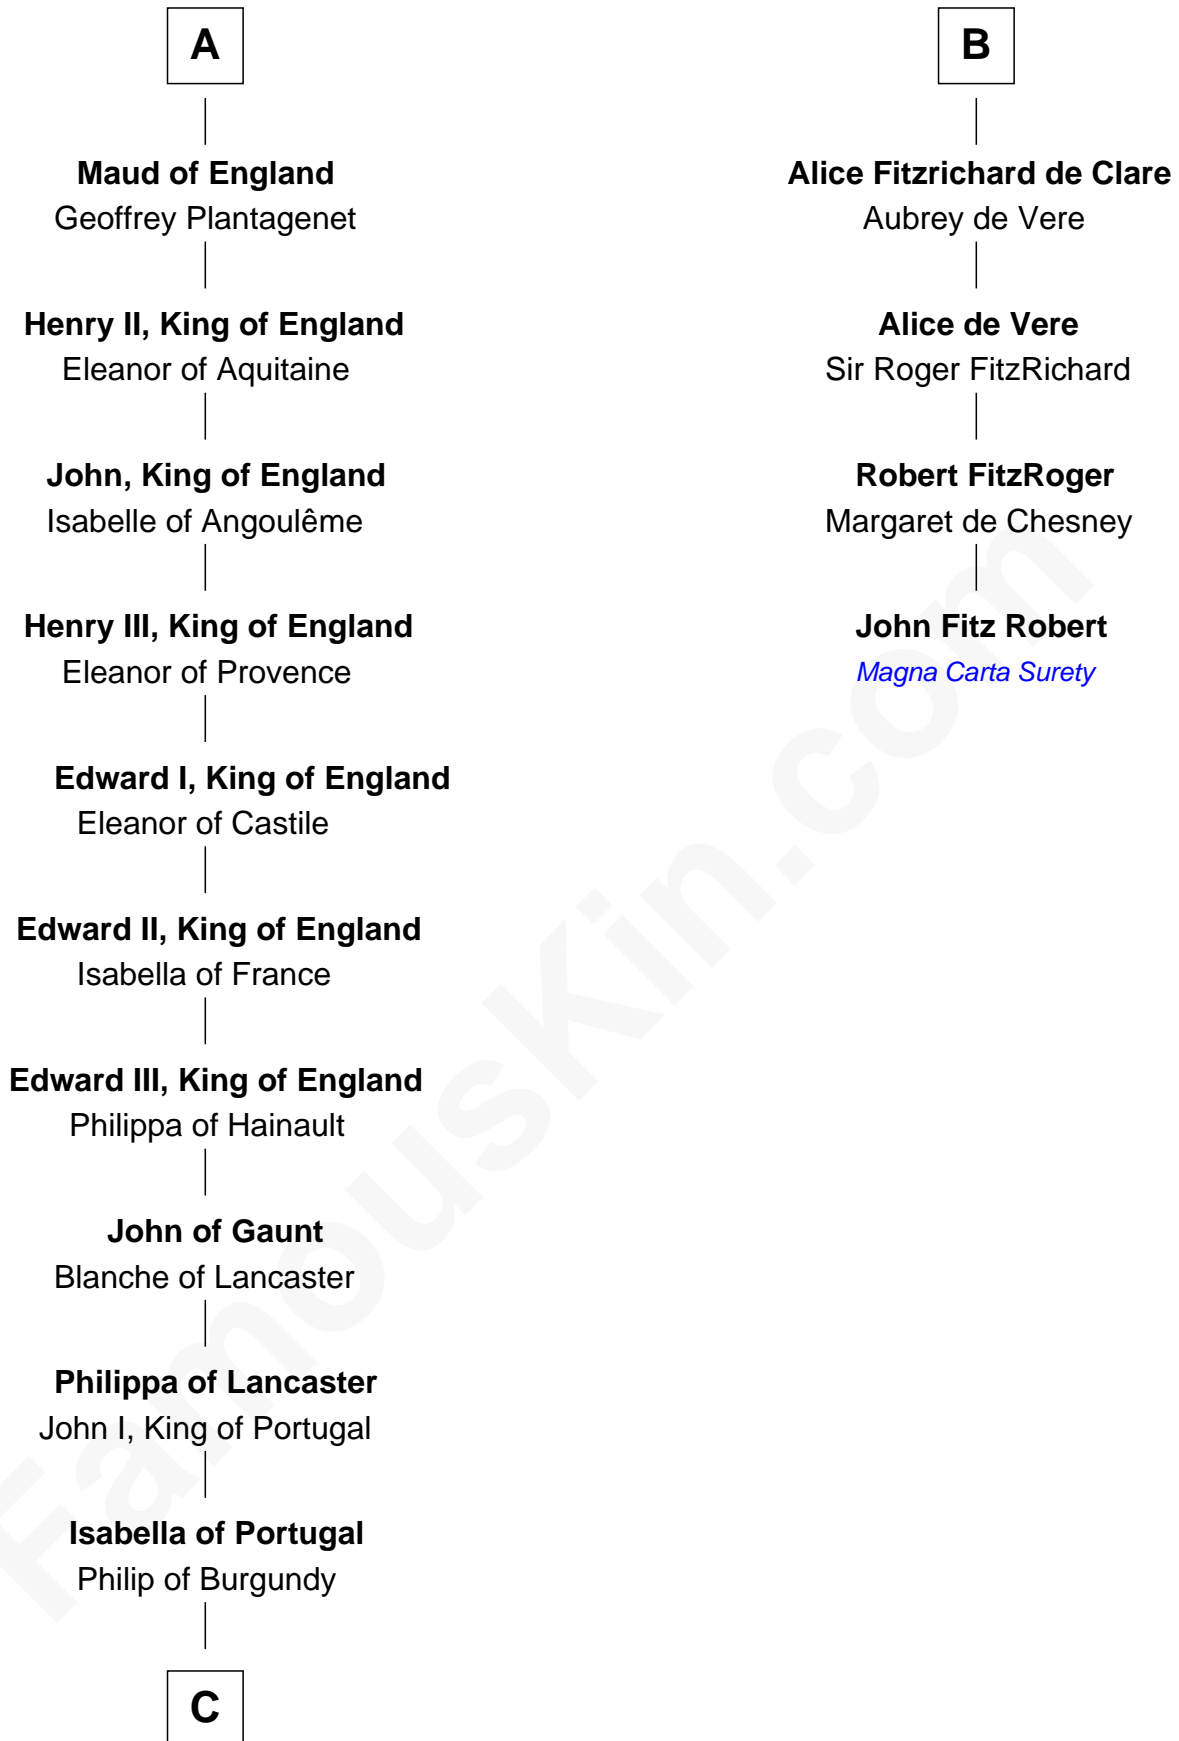 A
Maud of England
Geoffrey Plantagenet
Henry II, King of England
Eleanor of Aquitaine
John, King of England
Isabelle of Angoulême
Henry III, King of England
Eleanor of Provence
Edward I, King of England
Eleanor of Castile
Edward II, King of England
Isabella of France
Edward III, King of England
Philippa of Hainault
John of Gaunt
Blanche of Lancaster
Philippa of Lancaster
John I, King of Portugal
Isabella of Portugal
Philip of Burgundy
C
B
Alice Fitzrichard de Clare
Aubrey de Vere
Alice de Vere
Sir Roger FitzRichard
Robert FitzRoger
Margaret de Chesney
John Fitz Robert
Magna Carta Surety
FamousKin.com